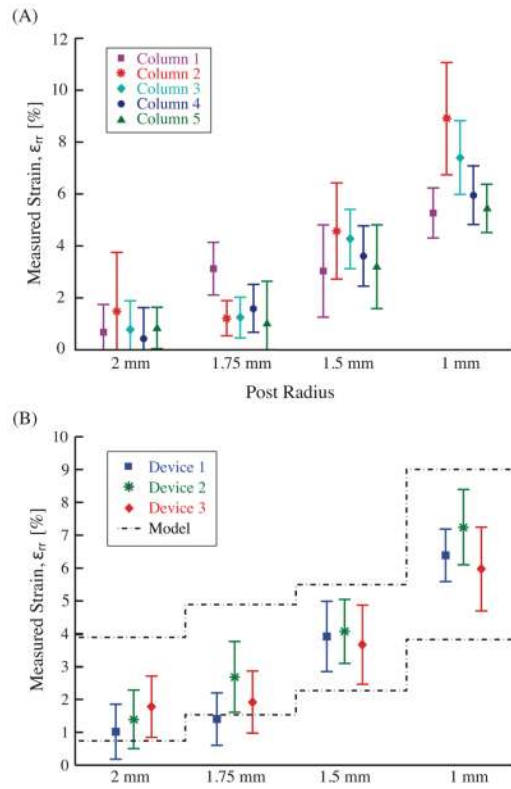 (A)
12
10
8
6
4
2
0
Measured Strain, εrr [%]
Column 1
Column 2
Column 3
Column 4
Column 5
2 mm 1.75 mm 1.5 mm 1 mm
Post Radius
(B)
10
9
8
7
6
5
4
3
2
1
0
Measured Strain, εrr [%]
Device 1
Device 2
Device 3
Model
2 mm 1.75 mm 1.5 mm 1 mm